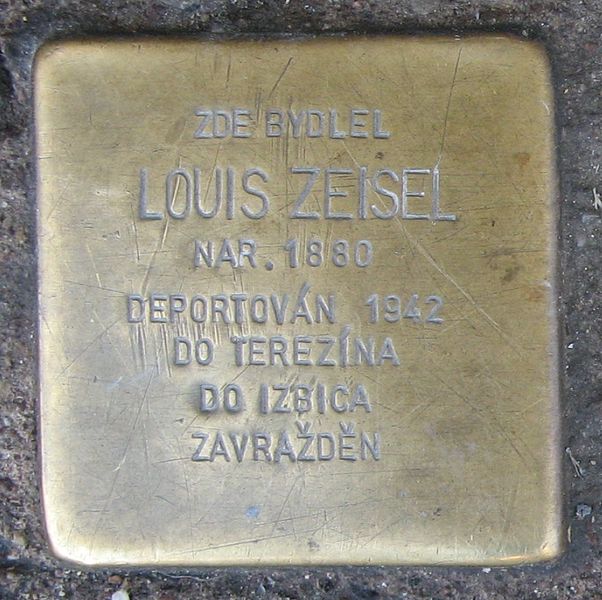 ZDE BYDLEL
LOUIS ZEISEL
NAR. 1880
DEPORTOVÁN 1942
DO TEREZÍNA
DO IZBICA
ZAVRAŽDĚN